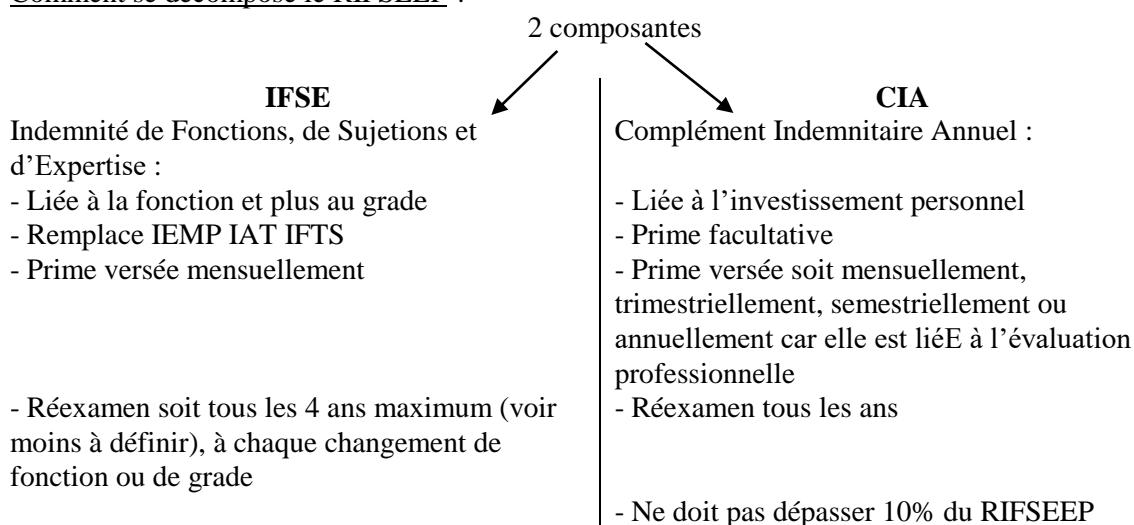 2 composantes
IFSE
Indemnité de Fonctions, de Sujetions et
d'Expertise :
- Liée à la fonction et plus au grade
- Remplace IEMP IAT IFTS
- Prime versée mensuellement
- Réexamen soit tous les 4 ans maximum (voir
moins à définir), à chaque changement de
fonction ou de grade
CIA
Complément Indemnitaire Annuel :
- Liée à l'investissement personnel
- Prime facultative
- Prime versée soit mensuellement,
trimestriellement, semestriellement ou
annuellement car elle est liéE à l'évaluation
professionnelle
- Réexamen tous les ans
- Ne doit pas dépasser 10% du RIFSEEP